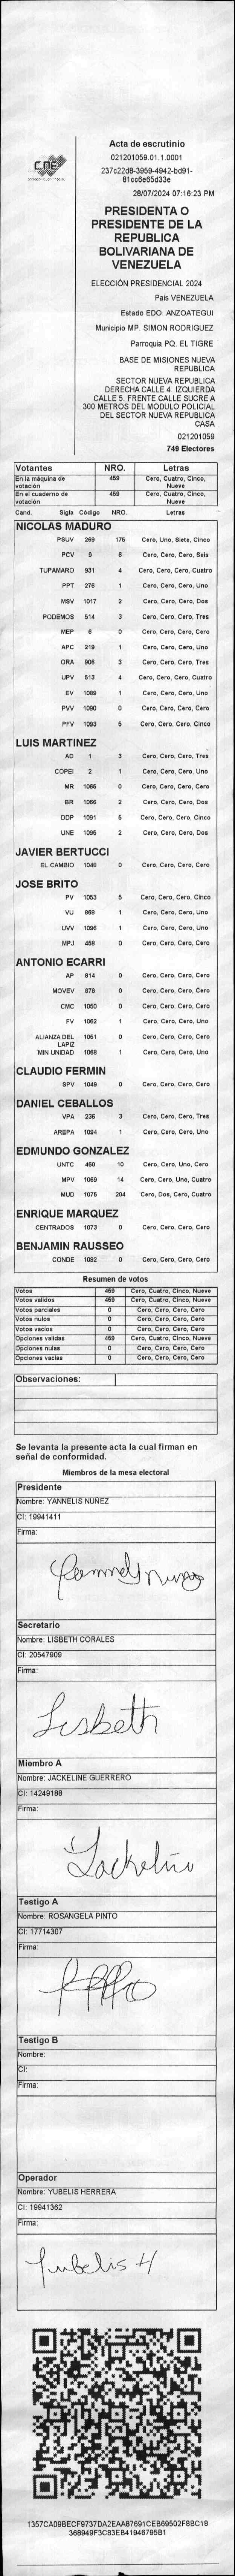 CNE
Acta de escrutinio
021201059.01.1.0001
237c22d8-3959-4942-bd91-
81cc6e65d33e
28/07/2024 07:16:23 PM
PRESIDENTA O
PRESIDENTE DE LA
REPUBLICA
BOLIVARIANA DE
VENEZUELA
ELECCIÓN PRESIDENCIAL 2024
País VENEZUELA
Estado EDO. ANZOATEGUI
Municipio MP. SIMON RODRIGUEZ
Parroquia PQ. EL TIGRE
BASE DE MISIONES NUEVA
REPUBLICA
SECTOR NUEVA REPUBLICA
DERECHA CALLE 4. IZQUIERDA
CALLE 5. FRENTE CALLE SUCRE A
300 METROS DEL MODULO POLICIAL
DEL SECTOR NUEVA REPUBLICA
CASA
021201059
749 Electores
Votantes NRO. Letras
En la máquina de votación 459 Cero, Cuatro, Cinco, Nueve
En el cuaderno de votación 459 Cero, Cuatro, Cinco, Nueve
Cand. Sigla Código NRO. Letras
NICOLAS MADURO
PSUV 269 175 Cero, Uno, Siete, Cinco
PCV 9 6 Cero, Cero, Cero, Seis
TUPAMARO 931 4 Cero, Cero, Cero, Cuatro
PPT 276 1 Cero, Cero, Cero, Uno
MSV 1017 2 Cero, Cero, Cero, Dos
PODEMOS 514 3 Cero, Cero, Cero, Tres
MEP 6 0 Cero, Cero, Cero, Cero
APC 219 1 Cero, Cero, Cero, Uno
ORA 906 3 Cero, Cero, Cero, Tres
UPV 613 4 Cero, Cero, Cero, Cuatro
EV 1089 1 Cero, Cero, Cero, Uno
PVV 1090 0 Cero, Cero, Cero, Cero
PFV 1093 5 Cero, Cero, Cero, Cinco
LUIS MARTINEZ
AD 1 3 Cero, Cero, Cero, Tres
COPEI 2 1 Cero, Cero, Cero, Uno
MR 1065 0 Cero, Cero, Cero, Cero
BR 1066 2 Cero, Cero, Cero, Dos
DDP 1091 5 Cero, Cero, Cero, Cinco
UNE 1095 2 Cero, Cero, Cero, Dos
JAVIER BERTUCCI
EL CAMBIO 1048 0 Cero, Cero, Cero, Cero
JOSE BRITO
PV 1053 5 Cero, Cero, Cero, Cinco
VU 868 1 Cero, Cero, Cero, Uno
UVV 1096 1 Cero, Cero, Cero, Uno
MPJ 458 0 Cero, Cero, Cero, Cero
ANTONIO ECARRI
AP 814 0 Cero, Cero, Cero, Cero
MOVEV 879 0 Cero, Cero, Cero, Cero
CMC 1050 0 Cero, Cero, Cero, Cero
FV 1062 1 Cero, Cero, Cero, Uno
ALIANZA DEL LAPIZ 1051 0 Cero, Cero, Cero, Cero
MIN UNIDAD 1068 1 Cero, Cero, Cero, Uno
CLAUDIO FERMIN
SPV 1049 0 Cero, Cero, Cero, Cero
DANIEL CEBALLOS
VPA 236 3 Cero, Cero, Cero, Tres
AREPA 1094 1 Cero, Cero, Cero, Uno
EDMUNDO GONZALEZ
UNTC 460 10 Cero, Cero, Uno, Cero
MPV 1069 14 Cero, Cero, Uno, Cuatro
MUD 1075 204 Cero, Dos, Cero, Cuatro
ENRIQUE MARQUEZ
CENTRADOS 1073 0 Cero, Cero, Cero, Cero
BENJAMIN RAUSSEO
CONDE 1092 0 Cero, Cero, Cero, Cero
Resumen de votos
Votos 459 Cero, Cuatro, Cinco, Nueve
Votos validos 459 Cero, Cuatro, Cinco, Nueve
Votos parciales 0 Cero, Cero, Cero, Cero
Votos nulos 0 Cero, Cero, Cero, Cero
Votos vacios 0 Cero, Cero, Cero, Cero
Opciones validas 459 Cero, Cuatro, Cinco, Nueve
Opciones nulas 0 Cero, Cero, Cero, Cero
Opciones vacias 0 Cero, Cero, Cero, Cero
Observaciones:
Se levanta la presente acta la cual firman en
señal de conformidad.
Miembros de la mesa electoral
Presidente
Nombre: YANNELIS NUÑEZ
CI: 19941411
Firma:
Secretario
Nombre: LISBETH CORALES
CI: 20547909
Firma:
Lisbeth
Miembro A
Nombre: JACKELINE GUERRERO
CI: 14249188
Firma:
Testigo A
Nombre: ROSANGELA PINTO
CI: 17714307
Firma:
Testigo B
Nombre:
CI:
Firma:
Operador
Nombre: YUBELIS HERRERA
CI: 19941362
Firma:
Yubelis H
1357CA09BECF9737DA2EAA87691CEB69502F8BC18
368949F3C83EB41946795B1